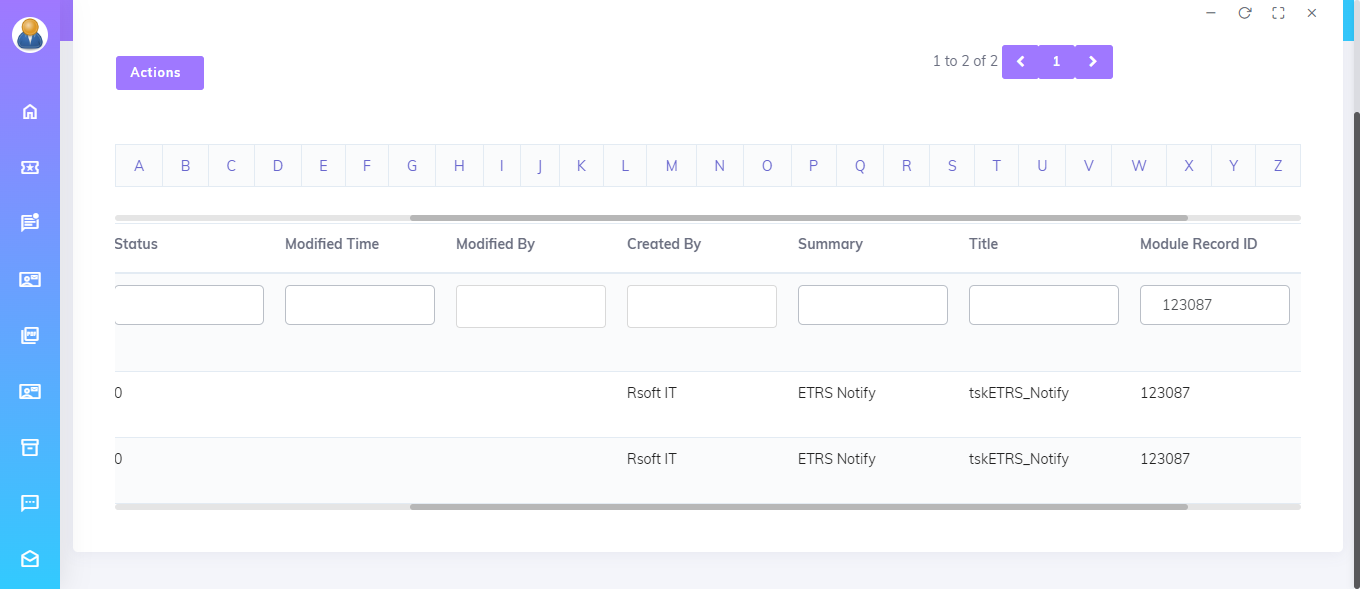 Actions
1 to 2 of 2 1
A B C D E F G H I J K L M N O P Q R S T U V W X Y Z
Status Modified Time Modified By Created By Summary Title Module Record ID
123087
0 Rsoft IT ETRS Notify tskETRS_Notify 123087
0 Rsoft IT ETRS Notify tskETRS_Notify 123087